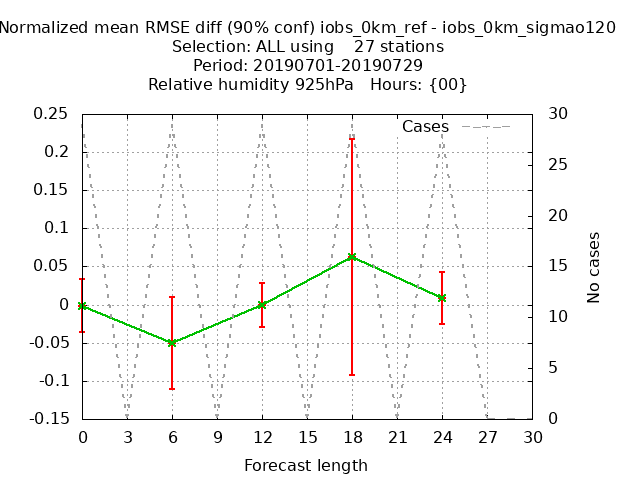 Normalized mean RMSE diff (90% conf) iobs_0km_ref - iobs_0km_sigmao120
Selection: ALL using    27 stations
Period: 20190701-20190729
Relative humidity 925hPa   Hours: {00}
Cases
0.25
0.2
0.15
0.1
0.05
0
-0.05
-0.1
-0.15
30
25
20
15
10
5
0
No cases
0 3 6 9 12 15 18 21 24 27 30
Forecast length